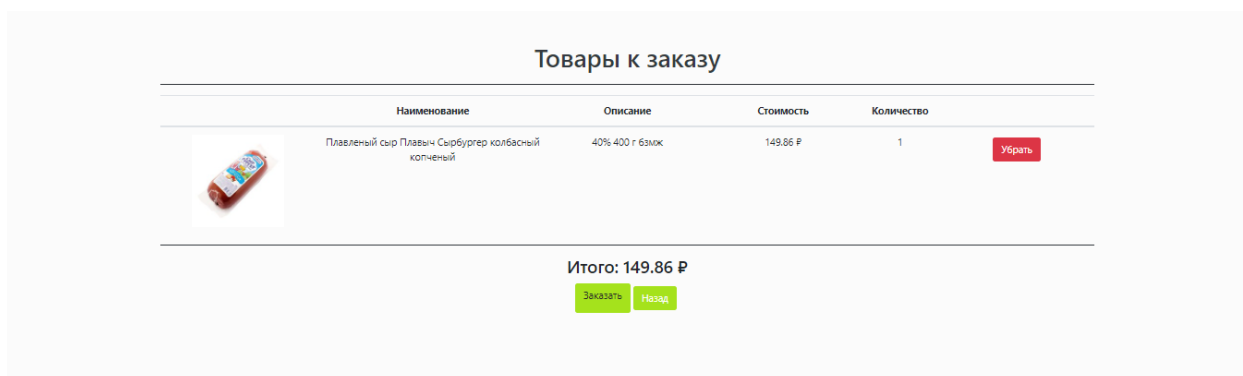 Товары к заказу
Наименование Описание Стоимость Количество
Плавленый сыр Плавыч Сырбургер колбасный 40% 400 г бзмж 149.86 ₽ 1 Убрать
копченый
Итого: 149.86 ₽
Заказать Назад